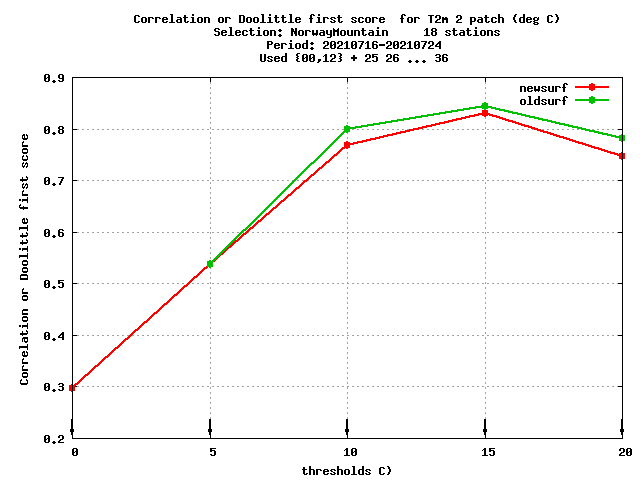 Correlation or Doolittle first score  for T2m 2 patch (deg C)
Selection: NorwayMountain     18 stations
Period: 20210716-20210724
Used {00,12} + 25 26 ... 36
newsurf
oldsurf
Correlation or Doolittle first score
0.9
0.8
0.7
0.6
0.5
0.4
0.3
0.2
0 5 10 15 20
thresholds C)